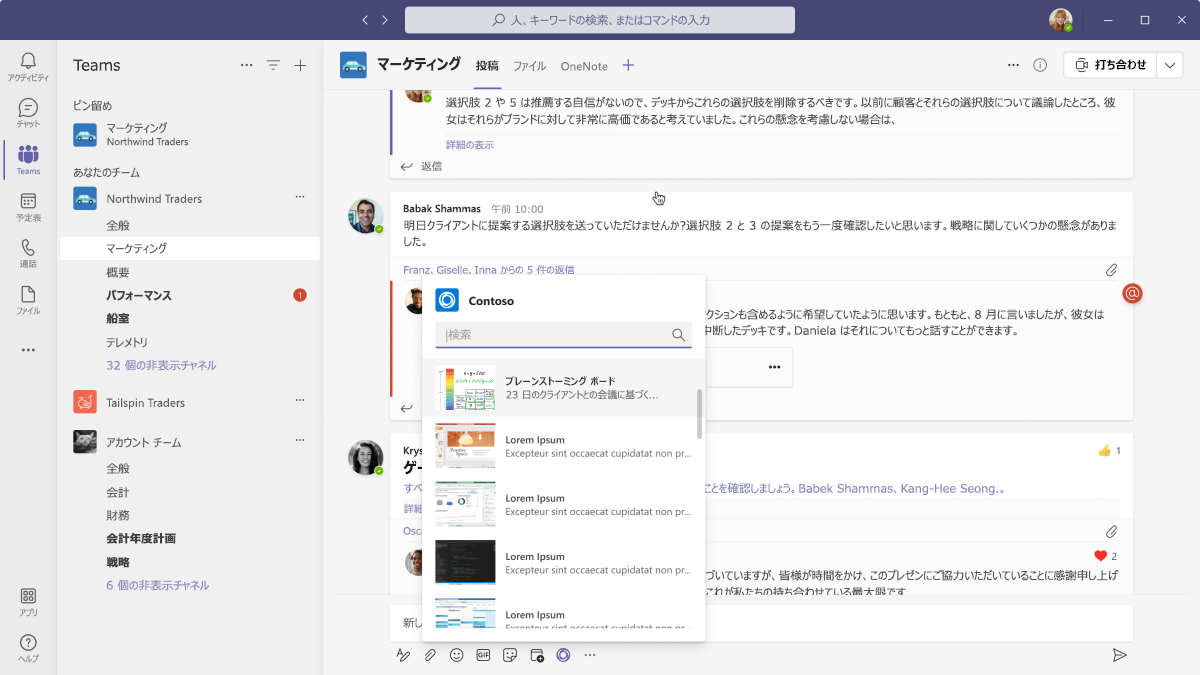 人、キーワードの検索、またはコマンドの入力
アクティビティ
チャット
Teams
予定表
通話
ファイル
アプリ
ヘルプ
Teams
ピン留め
マーケティング
Northwind Traders
あなたのチーム
Northwind Traders
全般
マーケティング
概要
パフォーマンス
1
船室
テレメトリ
32 個の非表示チャネル
Tailspin Traders
アカウント チーム
全般
会計
財務
会計年度計画
戦略
6 個の非表示チャネル
マーケティング
投稿
ファイル
OneNote
打ち合わせ
選択肢 2 や 5 は推薦する自信がないので、デッキからこれらの選択肢を削除するべきです。以前に顧客とそれらの選択肢について議論したところ、彼
女はそれらがブランドに対して非常に高価であると考えていました。これらの懸念を考慮しない場合は、
詳細の表示
返信
Babak Shammas 午前 10:00
明日クライアントに提案する選択肢を送っていただけませんか?選択肢 2 と 3 の提案をもう一度確認したいと思います。戦略に関していくつかの懸念がありま
した。
Franz、Giselle、Inna からの 5 件の返信
クションも含めるように希望していたように思います。もともと、8 月に言いましたが、彼女は
中断したデッキです。Daniela はそれについてもっと話すことができます。
Krys
ゲー
1
すべ
ことを確認しましょう。Babek Shammas、Kang-Hee Seong.。
詳細
Osca
2
づいていますが、皆様が時間をかけ、このプレゼンにご協力いただいていることに感謝申し上げ
これが私たちの持ち合わせている最大限です
新し
Contoso
検索
ブレーンストーミング ボード
23 日のクライアントとの会議に基づく...
Lorem Ipsum
Excepteur sint occaecat cupidatat non pr...
Lorem Ipsum
Excepteur sint occaecat cupidatat non pr...
Lorem Ipsum
Excepteur sint occaecat cupidatat non pr...
Lorem Ipsum
Excepteur sint occaecat cupidatat non pr...
GIF